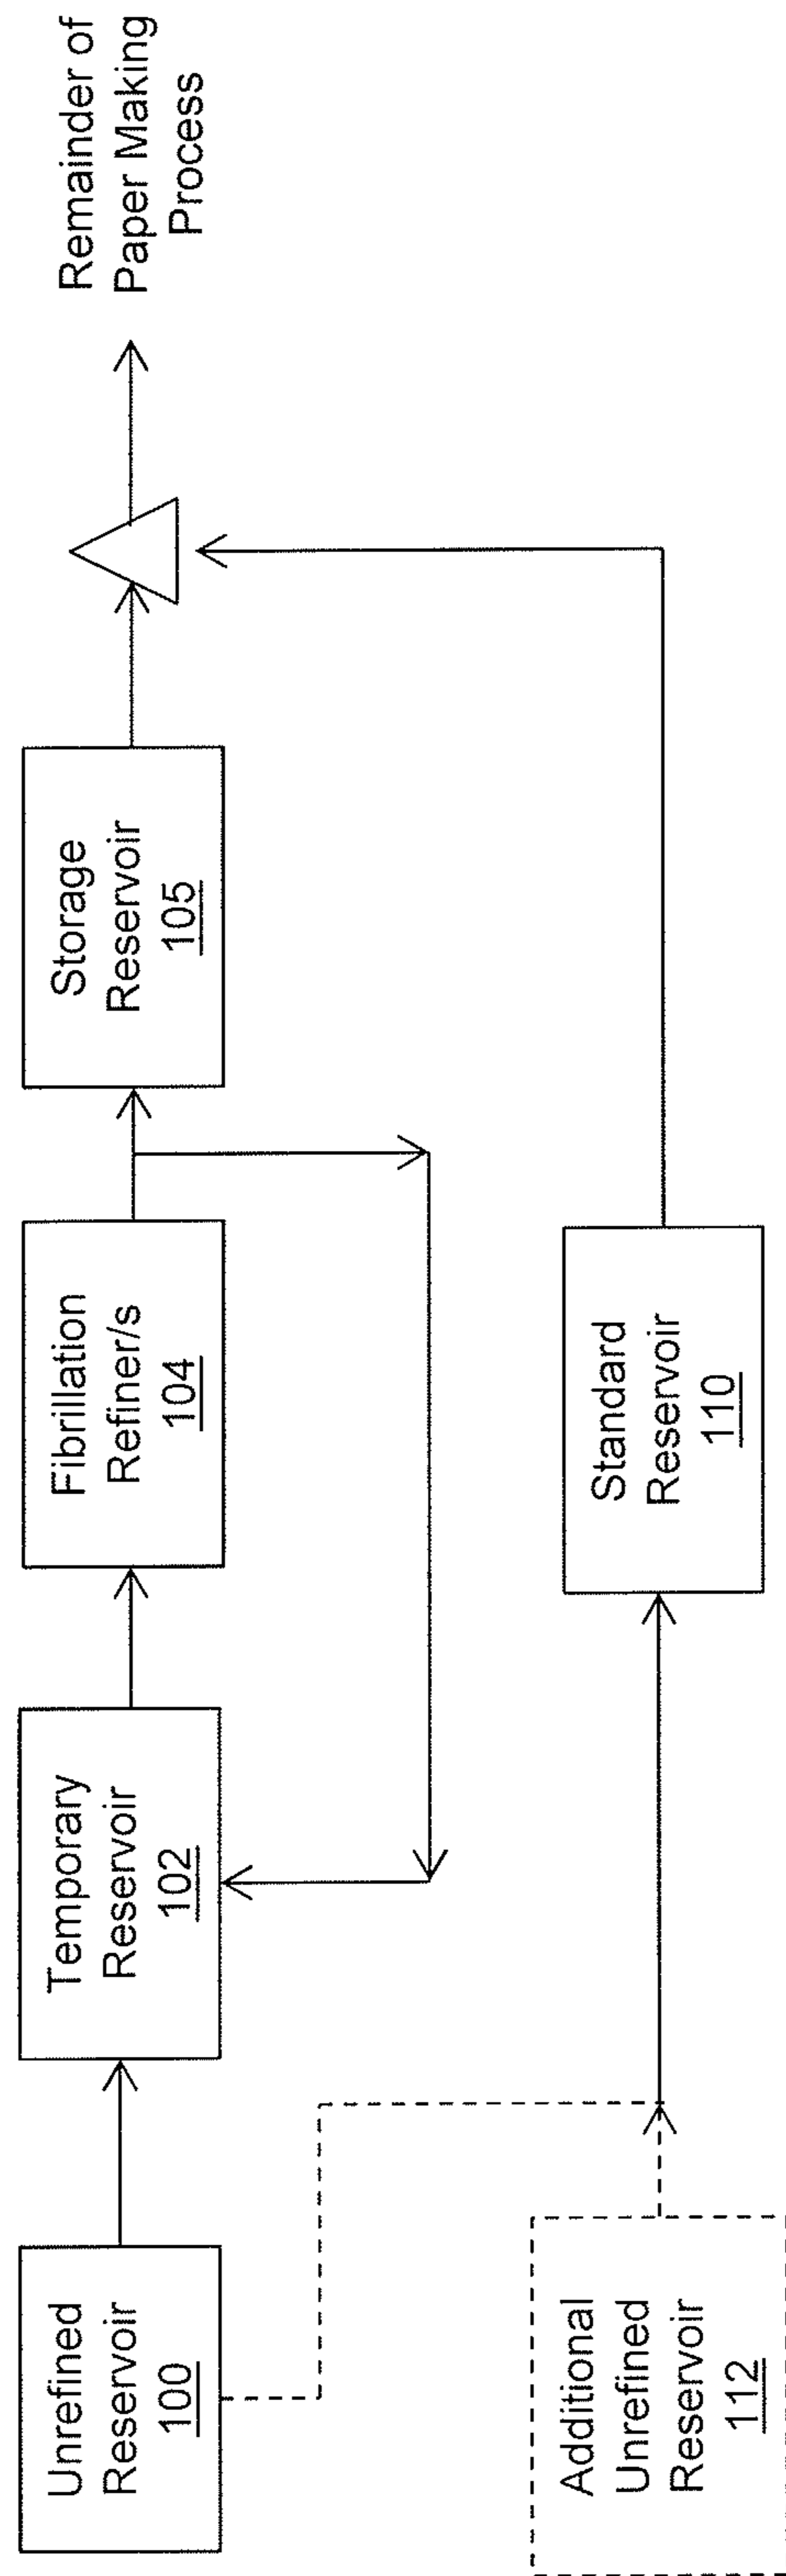 Unrefined
Reservoir
100
Temporary
Reservoir
102
Fibrillation
Refiner/s
104
Storage
Reservoir
105
Remainder of
Paper Making
Process
Additional
Unrefined
Reservoir
112
Standard
Reservoir
110